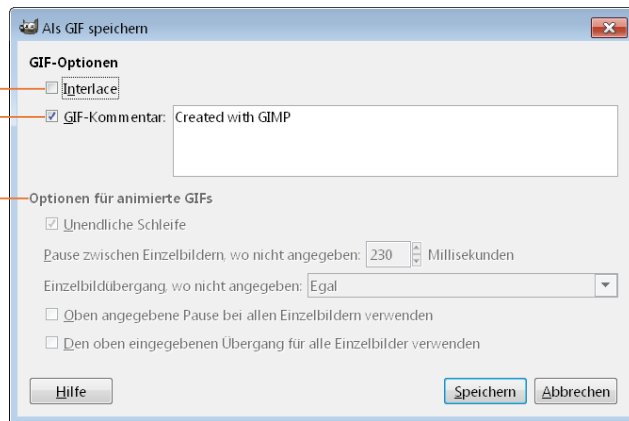 Als GIF speichern
GIF-Optionen
Interlace
GIF-Kommentar: Created with GIMP
Optionen für animierte GIFs
Unendliche Schleife
Pause zwischen Einzelbildern, wo nicht angegeben: 230 Millisekunden
Einzelbildübergang, wo nicht angegeben: Egal
Oben angegebene Pause bei allen Einzelbildern verwenden
Den oben eingegebenen Übergang für alle Einzelbilder verwenden
Hilfe Speichern Abbrechen